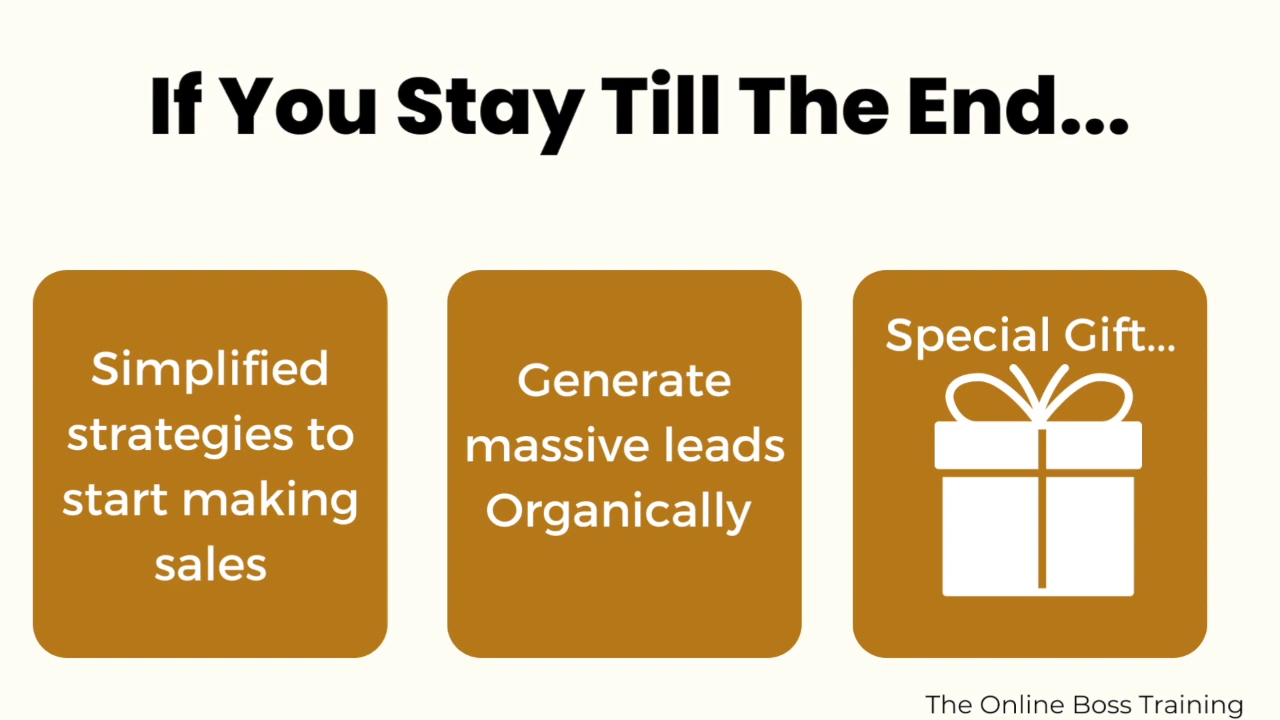 If You Stay Till The End...
Simplified
strategies to
start making
sales
Generate
massive leads
Organically
Special Gift...
The Online Boss Training